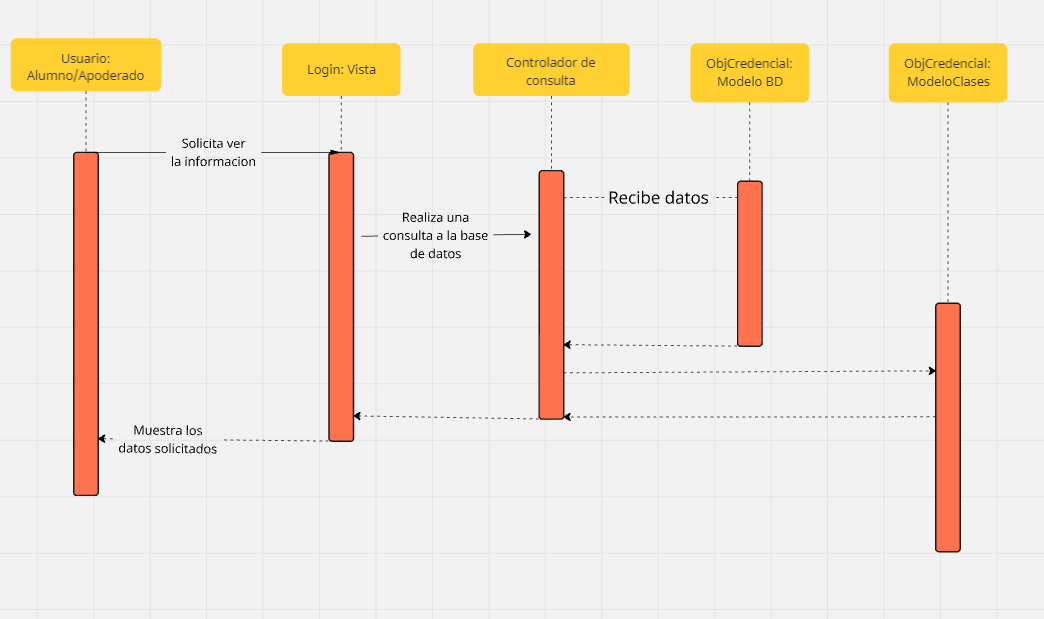 Usuario:
Alumno/Apoderado
Login: Vista
Controlador de
consulta
ObjCredencial:
Modelo BD
ObjCredencial:
ModeloClases
Solicita ver
la informacion
Recibe datos
Realiza una
consulta a la base
de datos
Muestra los
datos solicitados